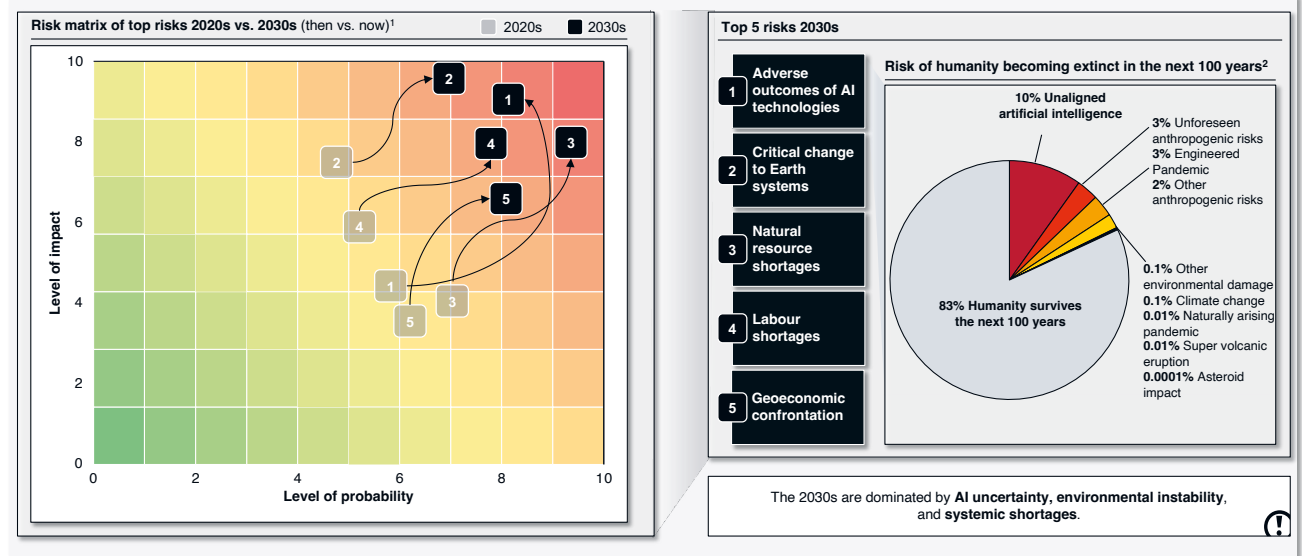 Risk matrix of top risks 2020s vs. 2030s (then vs. now)¹
2020s
2030s
Level of impact
10
8
6
4
2
0
2
1
4
3
2
5
4
1
3
5
0
2
4
6
8
10
Level of probability
Top 5 risks 2030s
1
Adverse
outcomes of AI
technologies
2
Critical change
to Earth
systems
3
Natural
resource
shortages
4
Labour
shortages
5
Geoeconomic
confrontation
Risk of humanity becoming extinct in the next 100 years²
10% Unaligned
artificial intelligence
3% Unforeseen
anthropogenic risks
3% Engineered
Pandemic
2% Other
anthropogenic risks
0.1% Other
environmental damage
0.1% Climate change
0.01% Naturally arising
pandemic
0.01% Super volcanic
eruption
0.0001% Asteroid
impact
83% Humanity survives
the next 100 years
The 2030s are dominated by AI uncertainty, environmental instability,
and systemic shortages.
!